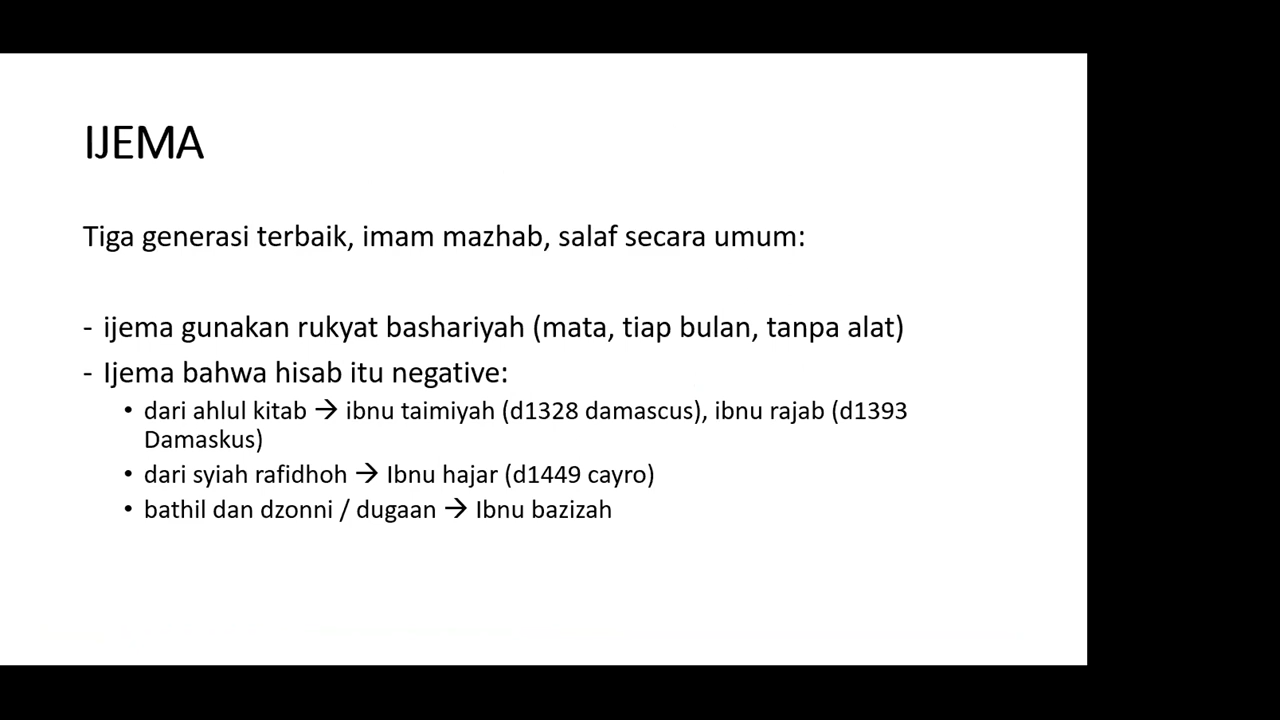 IJEMA
Tiga generasi terbaik, imam mazhab, salaf secara umum:
- ijema gunakan rukyat bashariyah (mata, tiap bulan, tanpa alat)
- Ijema bahwa hisab itu negative:
• dari ahlul kitab → ibnu taimiyah (d1328 damascus), ibnu rajab (d1393
Damaskus)
• dari syiah rafidhoh → Ibnu hajar (d1449 cayro)
• bathil dan dzonni / dugaan → Ibnu bazizah